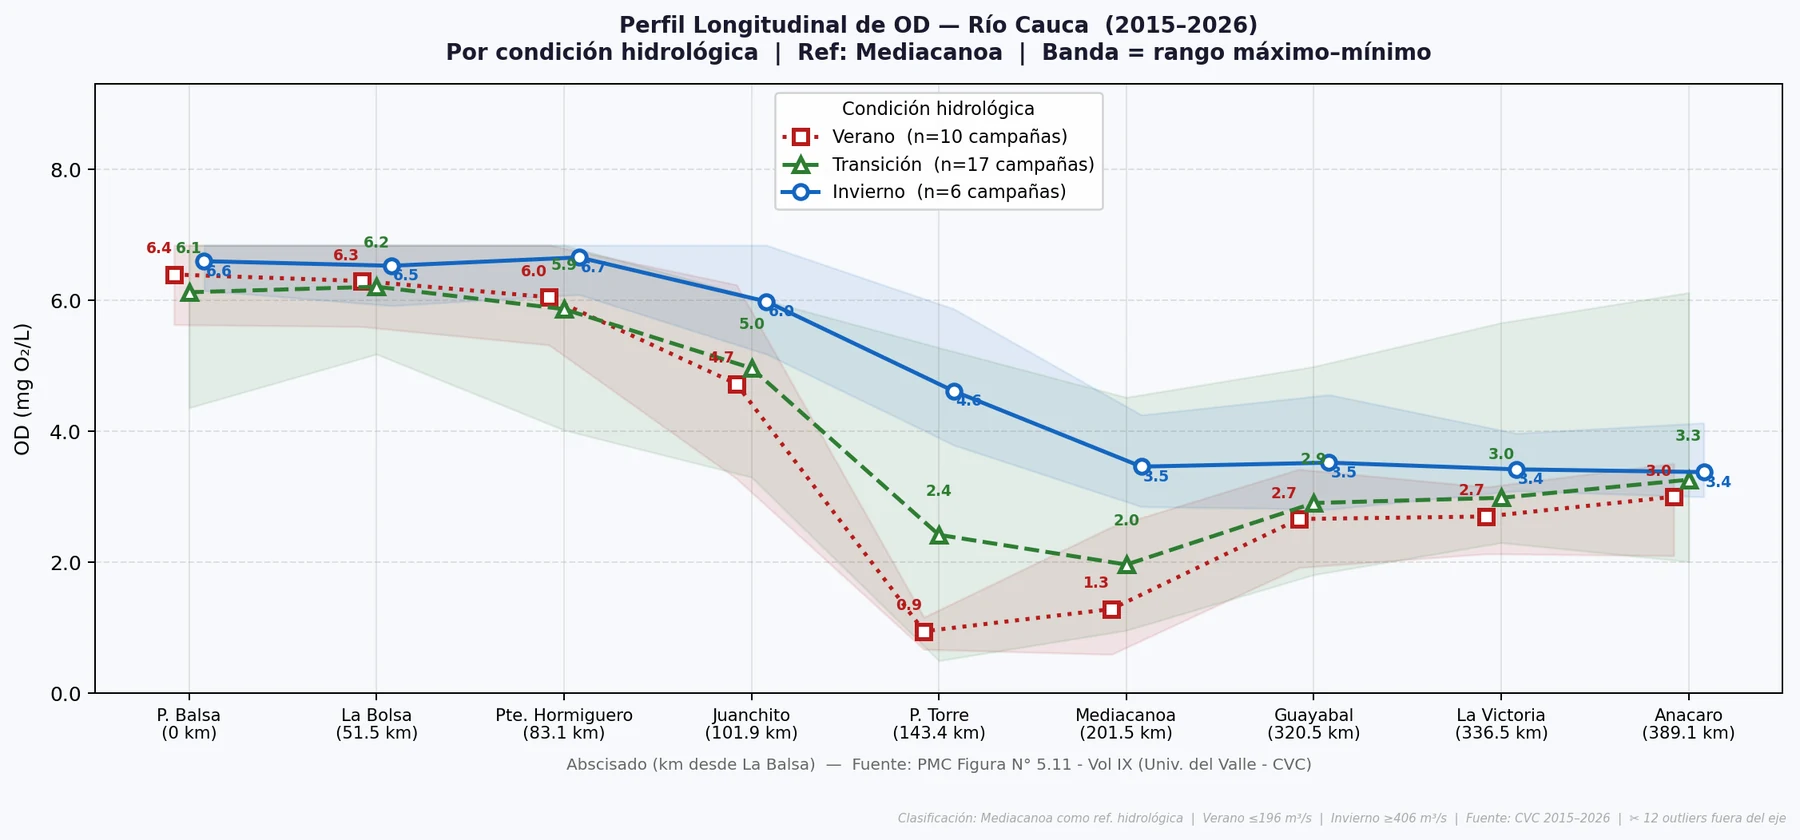 Perfil Longitudinal de OD — Río Cauca (2015–2026)
Por condición hidrológica | Ref: Mediacanoa | Banda = rango máximo–mínimo
Condición hidrológica
Verano (n=10 campañas)
Transición (n=17 campañas)
Invierno (n=6 campañas)
OD (mg O₂/L)
8.0
6.0
4.0
2.0
0.0
6.4 6.3 6.0 4.7 0.9 1.3 2.7 2.7 3.0
6.1 6.2 5.9 5.0 2.4 2.0 2.9 3.0 3.3
6.6 6.5 6.7 6.0 4.6 3.5 3.5 3.4 3.4
P. Balsa La Bolsa Pte. Hormiguero Juanchito P. Torre Mediacanoa Guayabal La Victoria Anacaro
(0 km) (51.5 km) (83.1 km) (101.9 km) (143.4 km) (201.5 km) (320.5 km) (336.5 km) (389.1 km)
Abscisado (km desde La Balsa) — Fuente: PMC Figura N° 5.11 - Vol IX (Univ. del Valle - CVC)
Clasificación: Mediacanoa como ref. hidrológica | Verano ≤196 m³/s | Invierno ≥406 m³/s | Fuente: CVC 2015–2026 | ✂ 12 outliers fuera del eje